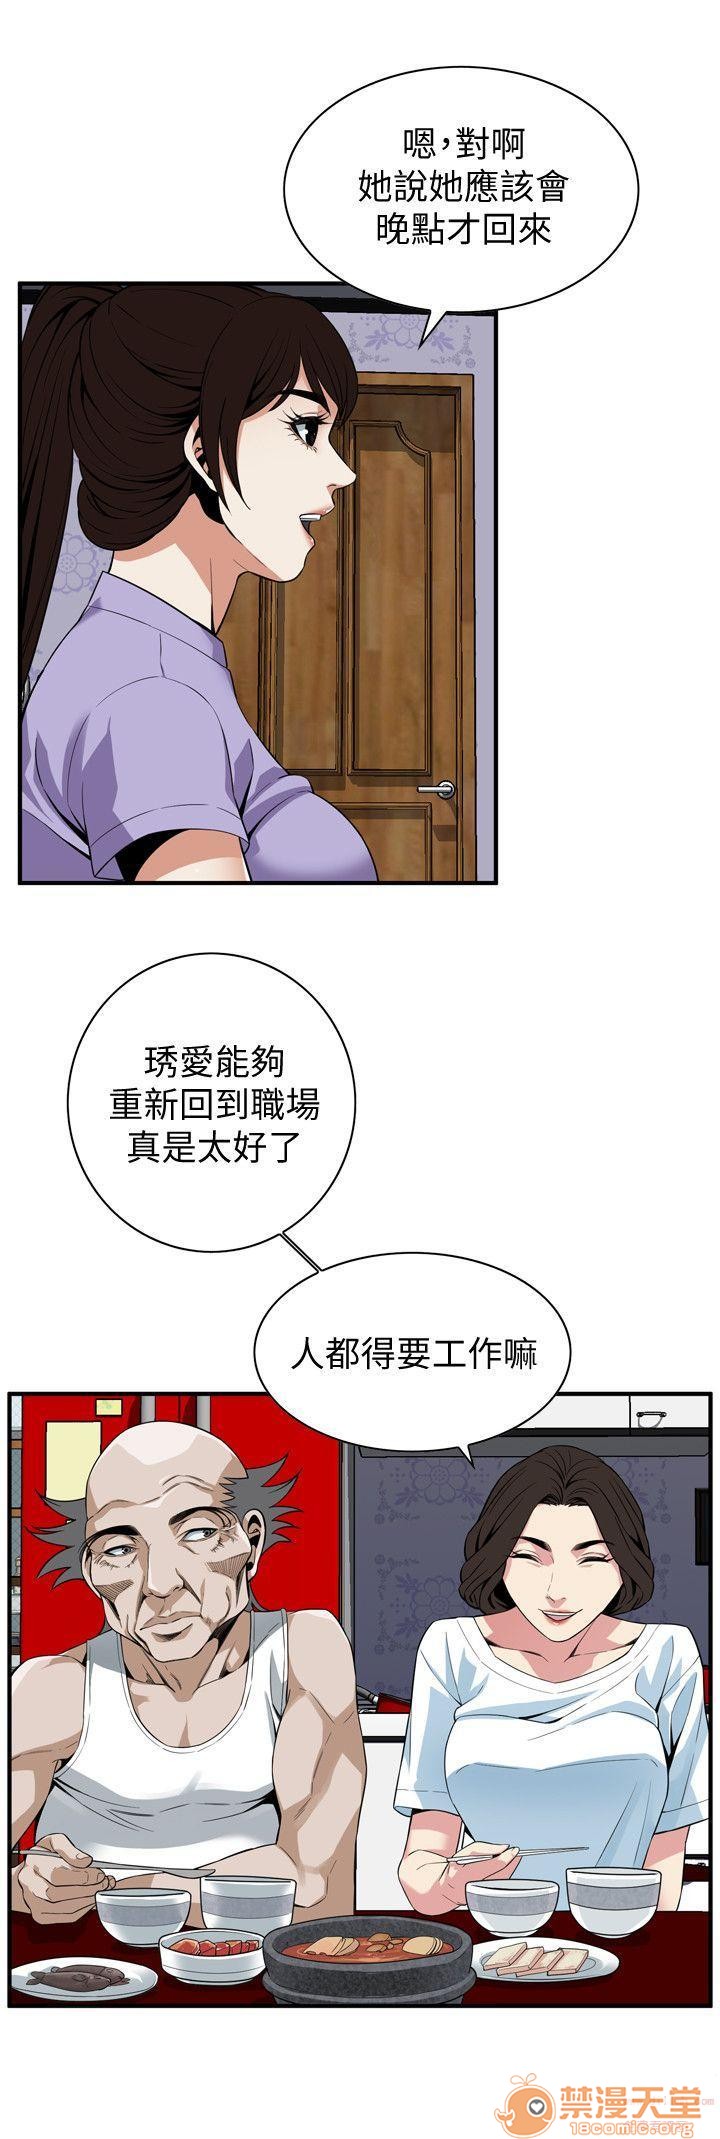 嗯，對啊
她說她應該會
晚點才回來
琇愛能夠
重新回到職場
真是太好了
人都得要工作嘛
禁漫天堂
18comic.org